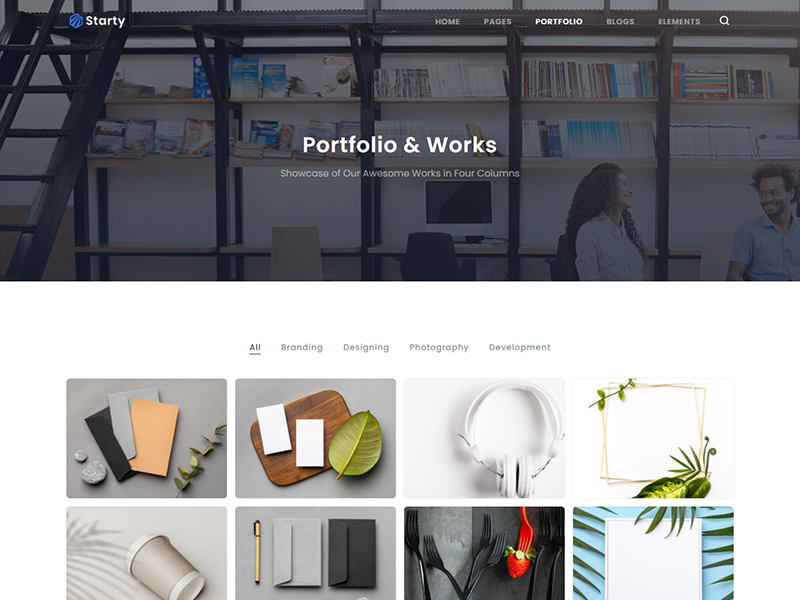 Starty
HOME PAGES PORTFOLIO BLOGS ELEMENTS
Portfolio & Works
Showcase of Our Awesome Works in Four Columns
All Branding Designing Photography Development